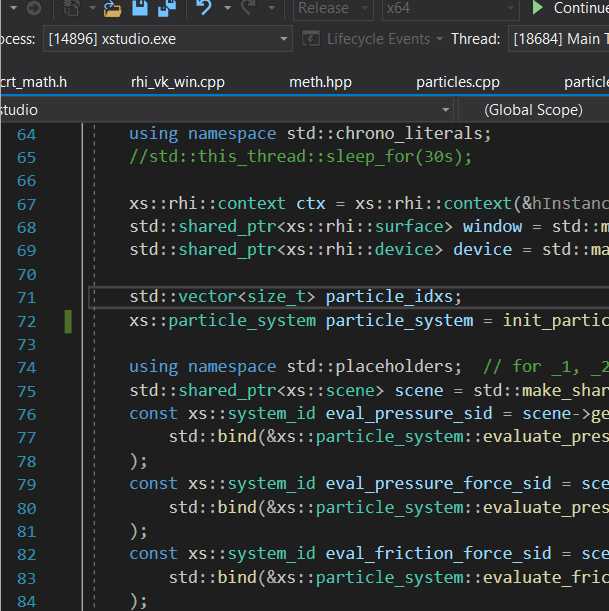 Release x64 Continue
ocess: [14896] xstudio.exe Lifecycle Events Thread: [18684] Main T
crt_math.h rhi_vk_win.cpp meth.hpp particles.cpp particle
studio (Global Scope)
64 using namespace std::chrono_literals;
65 //std::this_thread::sleep_for(30s);
66
67 xs::rhi::context ctx = xs::rhi::context(&hInstanc
68 std::shared_ptr<xs::rhi::surface> window = std::m
69 std::shared_ptr<xs::rhi::device> device = std::ma
70
71 std::vector<size_t> particle_idxs;
72 xs::particle_system particle_system = init_partic
73
74 using namespace std::placeholders; // for _1, _2
75 std::shared_ptr<xs::scene> scene = std::make_shar
76 const xs::system_id eval_pressure_sid = scene->ge
77 std::bind(&xs::particle_system::evaluate_pres
78 );
79 const xs::system_id eval_pressure_force_sid = sce
80 std::bind(&xs::particle_system::evaluate_pres
81 );
82 const xs::system_id eval_friction_force_sid = sce
83 std::bind(&xs::particle_system::evaluate_fric
84 );